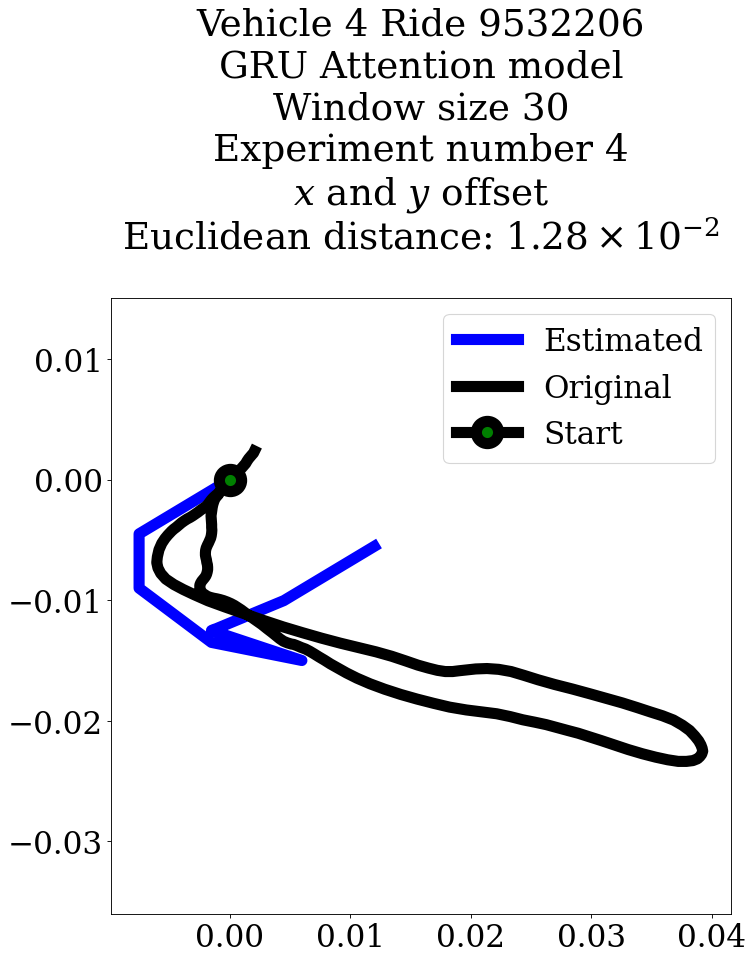 Vehicle 4 Ride 9532206
GRU Attention model
Window size 30
Experiment number 4
x and y offset
Euclidean distance: 1.28 × 10⁻²
Estimated
Original
Start
0.01
0.00
−0.01
−0.02
−0.03
0.00 0.01 0.02 0.03 0.04